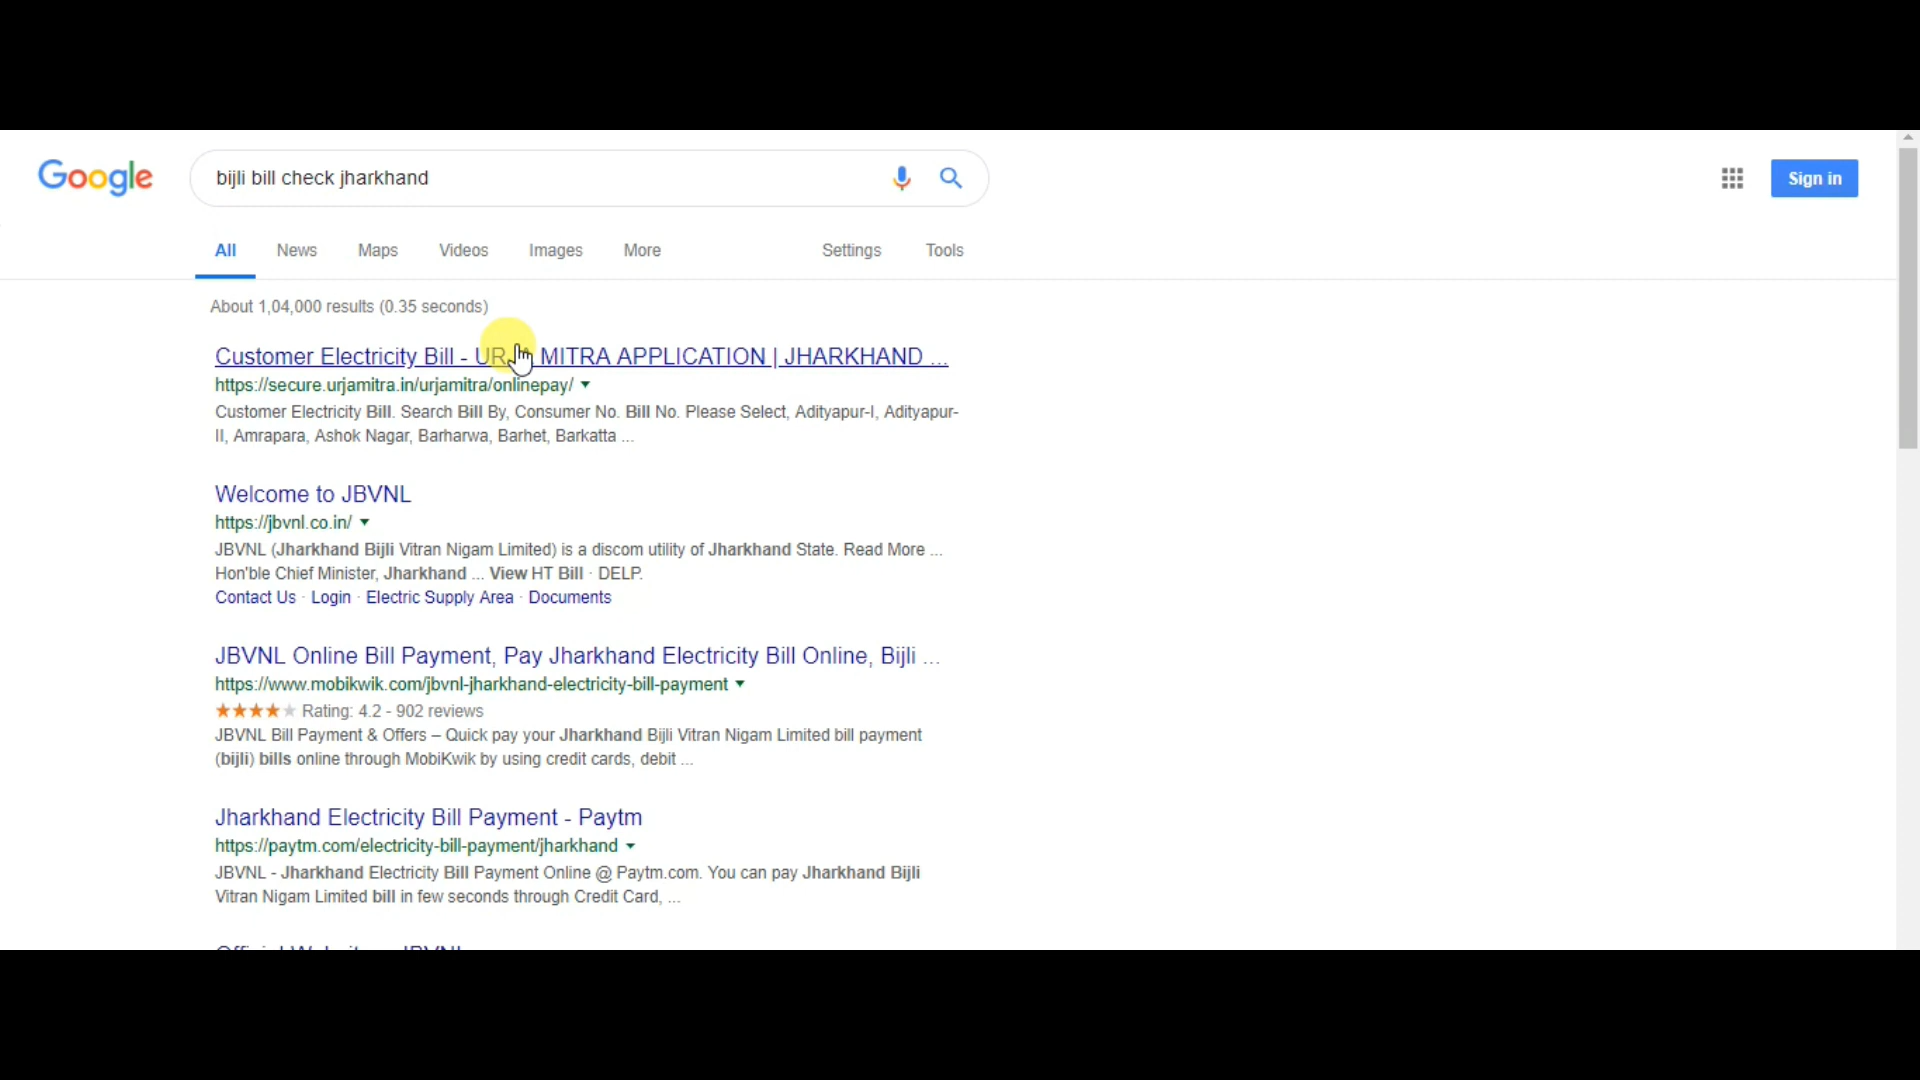 Google
bijli bill check jharkhand
Sign in
All News Maps Videos Images More Settings Tools
About 1,04,000 results (0.35 seconds)
Customer Electricity Bill - MITRA APPLICATION | JHARKHAND ...
https://secure.urjamitra.in/urjamitra/onlinepay/
Customer Electricity Bill. Search Bill By, Consumer No. Bill No. Please Select, Adityapur-I, Adityapur-
II, Amrapara, Ashok Nagar, Barharwa, Barhet, Barkatta ...
Welcome to JBVNL
https://jbvnl.co.in/
JBVNL (Jharkhand Bijli Vitran Nigam Limited) is a discom utility of Jharkhand State. Read More ...
Hon'ble Chief Minister, Jharkhand ... View HT Bill · DELP.
Contact Us · Login · Electric Supply Area · Documents
JBVNL Online Bill Payment, Pay Jharkhand Electricity Bill Online, Bijli ...
https://www.mobikwik.com/jbvnl-jharkhand-electricity-bill-payment
Rating: 4.2 - 902 reviews
JBVNL Bill Payment & Offers – Quick pay your Jharkhand Bijli Vitran Nigam Limited bill payment
(bijli) bills online through MobiKwik by using credit cards, debit ...
Jharkhand Electricity Bill Payment - Paytm
https://paytm.com/electricity-bill-payment/jharkhand
JBVNL - Jharkhand Electricity Bill Payment Online @ Paytm.com. You can pay Jharkhand Bijli
Vitran Nigam Limited bill in few seconds through Credit Card, ...